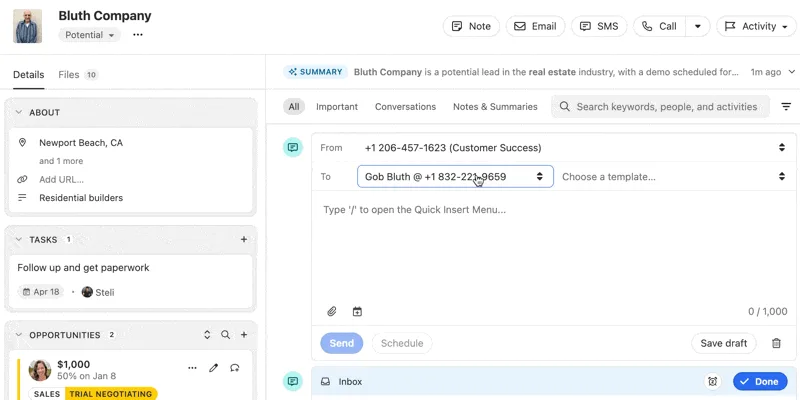 Bluth Company
Potential
Note
Email
SMS
Call
Activity
Details
Files 10
SUMMARY Bluth Company is a potential lead in the real estate industry, with a demo scheduled for... 1m ago
All
Important
Conversations
Notes & Summaries
Search keywords, people, and activities
ABOUT
Newport Beach, CA
and 1 more
Add URL...
Residential builders
TASKS 1
Follow up and get paperwork
Apr 18 • Steli
OPPORTUNITIES 2
$1,000
50% on Jan 8
SALES TRIAL NEGOTIATING
From +1 206-457-1623 (Customer Success)
To Gob Bluth @ +1 832-221-9659 Choose a template...
Type '/' to open the Quick Insert Menu...
0 / 1,000
Send
Schedule
Save draft
Inbox
Done